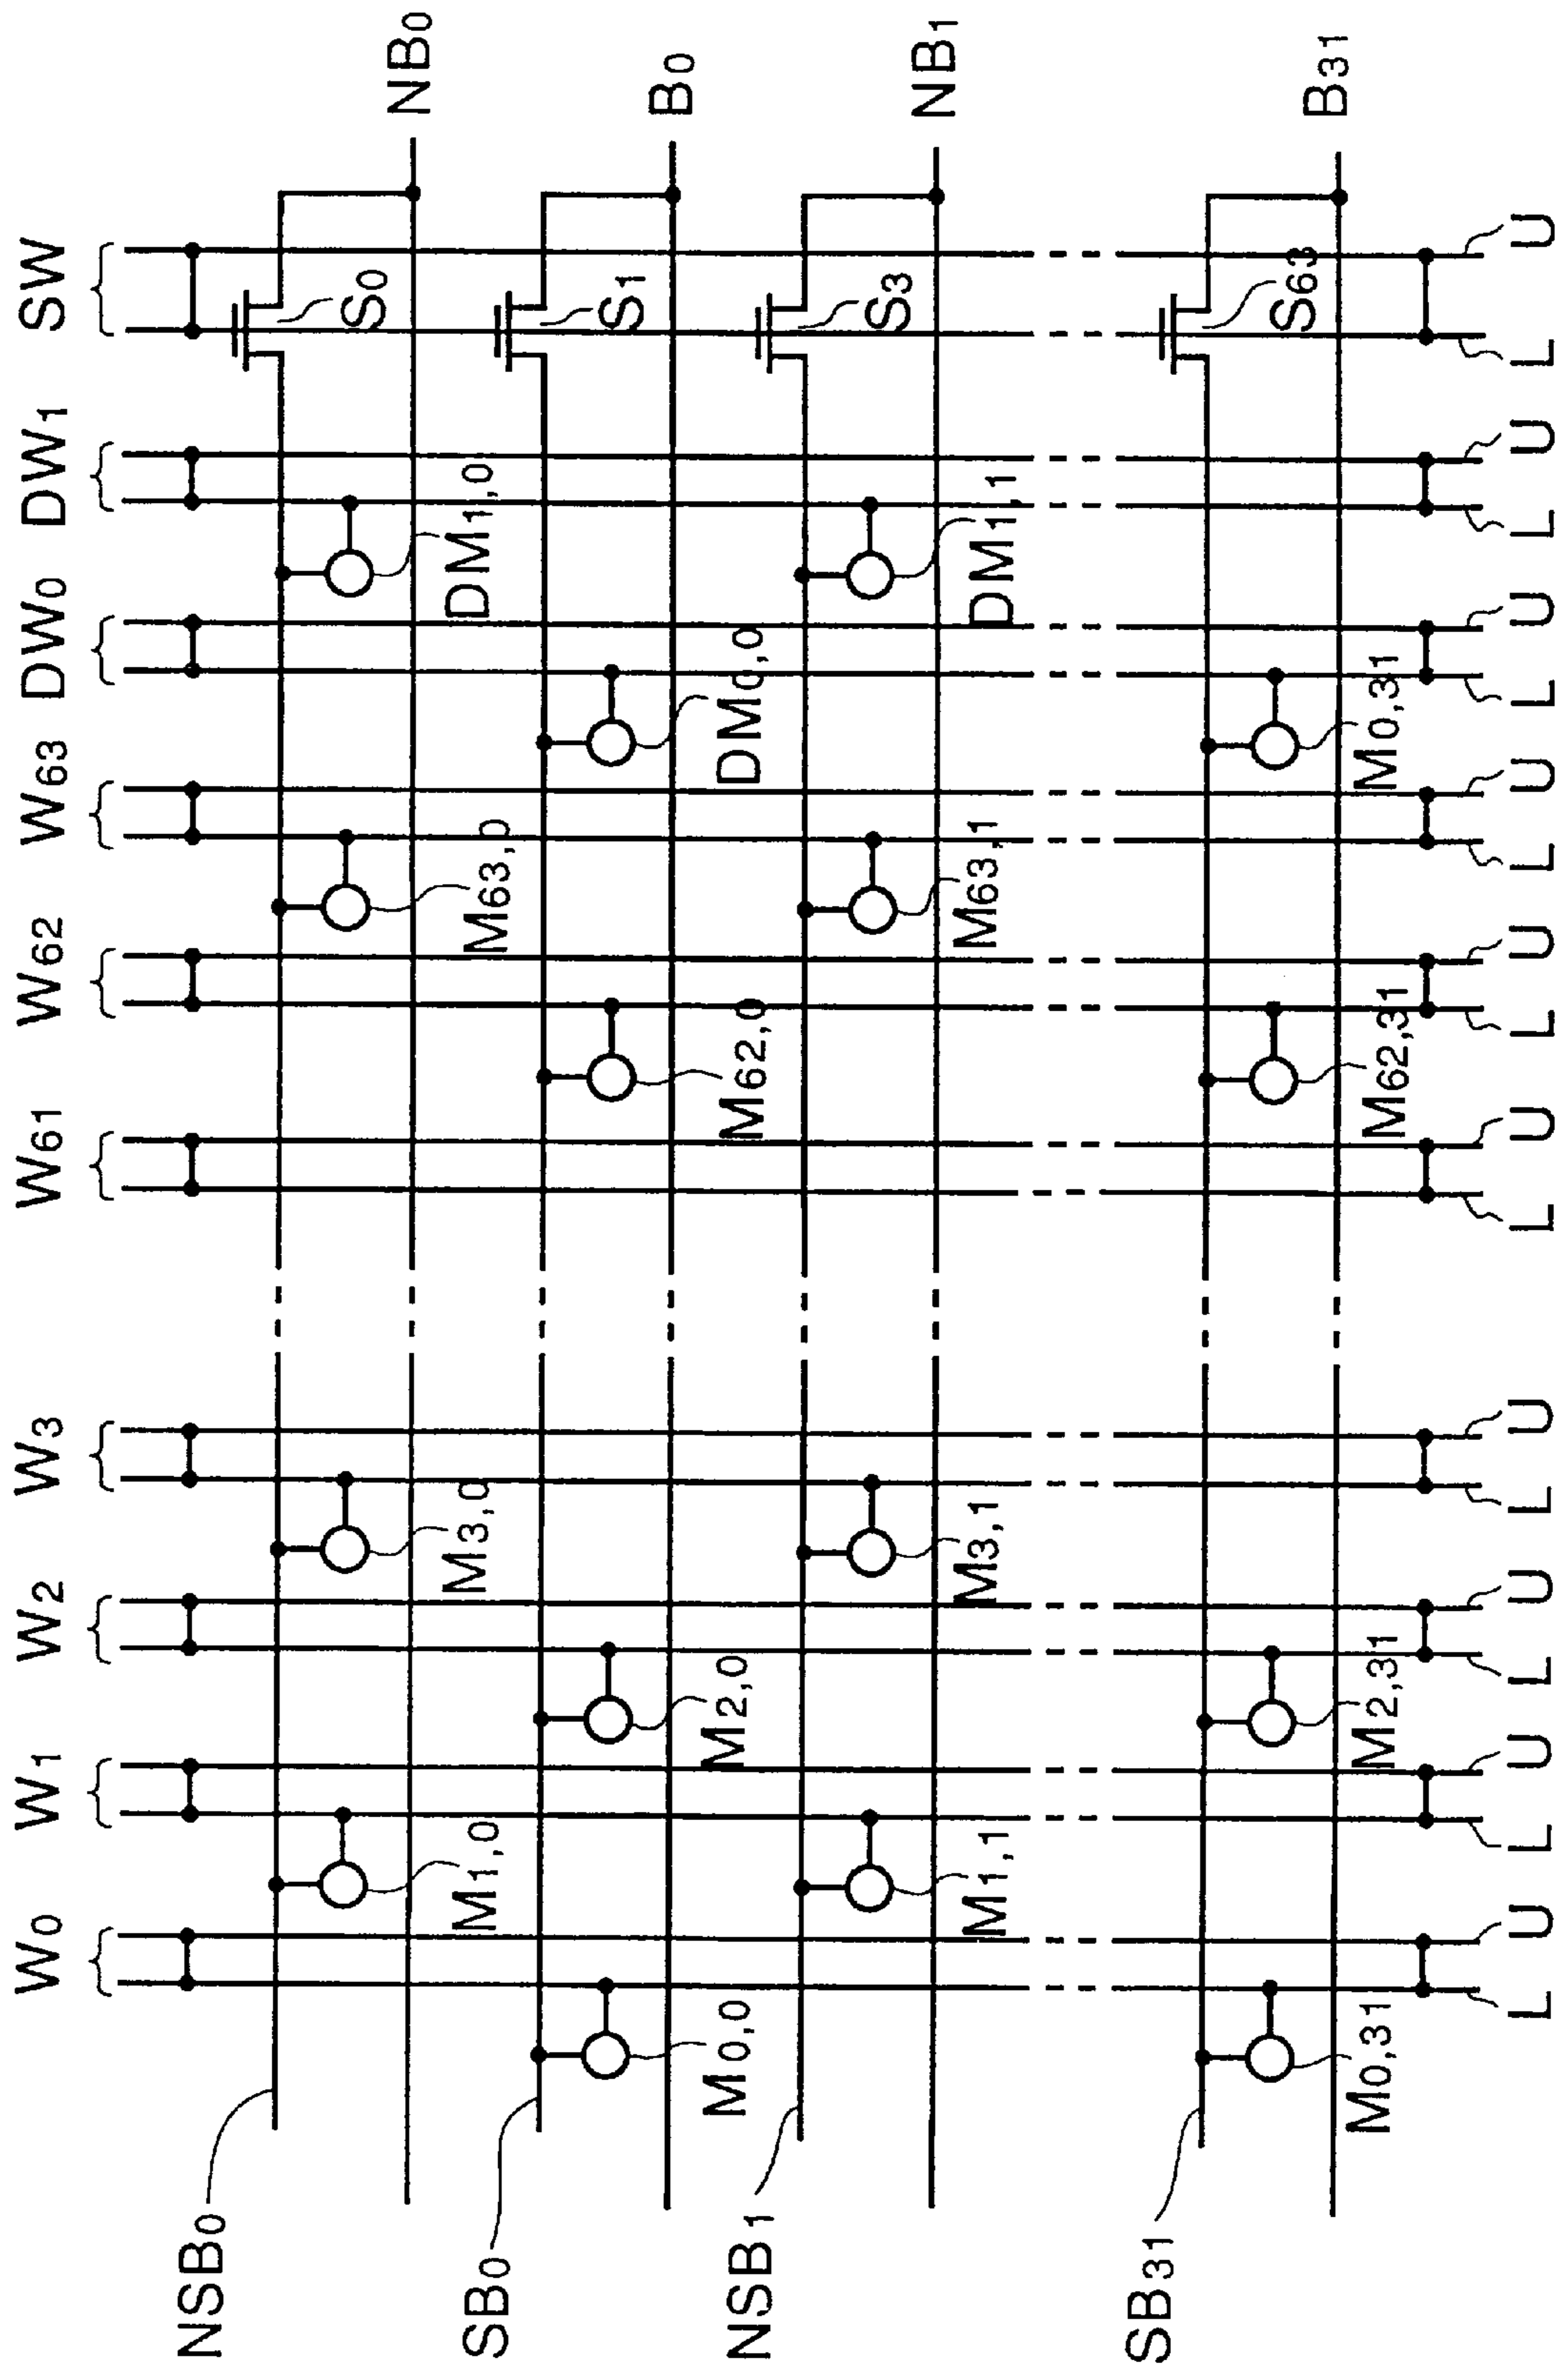 W0 W1 W2 W3 W61 W62 W63 DW0 DW1 SW
NSB0
NB0
S0
M1,0 M3,0 M63,0 DM1,0
SB0
B0
S1
M0,0 M2,0 M62,0 DM0,0
NSB1
NB1
S3
M1,1 M3,1 M63,1 DM1,1
SB31
B31
S63
M0,31 M2,31 M62,31 M0,31
L U L U L U L U L U L U L U L U L U L U